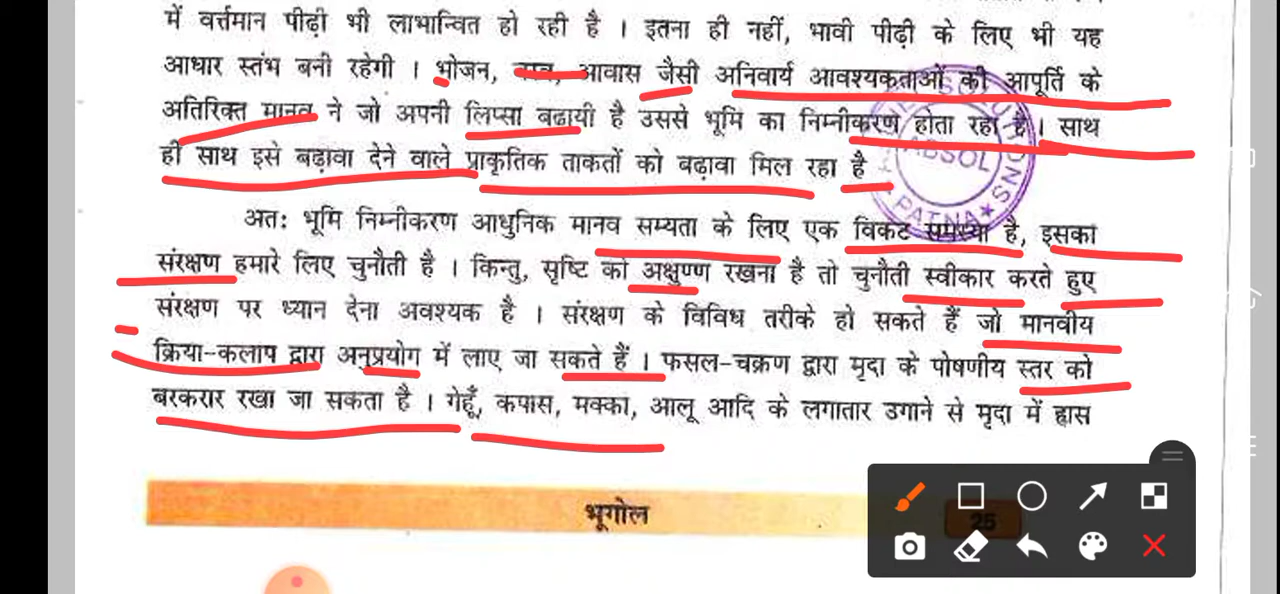 में वर्त्तमान पीढ़ी भी लाभान्वित हो रही है । इतना ही नहीं, भावी पीढ़ी के लिए भी यह
आधार स्तंभ बनी रहेगी । भोजन, आवास जैसी अनिवार्य आवश्यकताओं की आपूर्ति के
अतिरिक्त मानव ने जो अपनी लिप्सा बढ़ायी है उससे भूमि का निम्नीकरण होता रहा है । साथ
ही साथ इसे बढ़ावा देने वाले प्राकृतिक ताकतों को बढ़ावा मिल रहा है
PATNA
अतः भूमि निम्नीकरण आधुनिक मानव सभ्यता के लिए एक विकट समस्या है, इसका
संरक्षण हमारे लिए चुनौती है । किन्तु, सृष्टि को अक्षुण्ण रखना है तो चुनौती स्वीकार करते हुए
संरक्षण पर ध्यान देना अवश्यक है । संरक्षण के विविध तरीके हो सकते हैं जो मानवीय
क्रिया-कलाप द्वारा अनुप्रयोग में लाए जा सकते हैं । फसल-चक्रण द्वारा मृदा के पोषणीय स्तर को
बरकरार रखा जा सकता है । गेहूँ, कपास, मक्का, आलू आदि के लगातार उगाने से मृदा में ह्रास
भूगोल
25